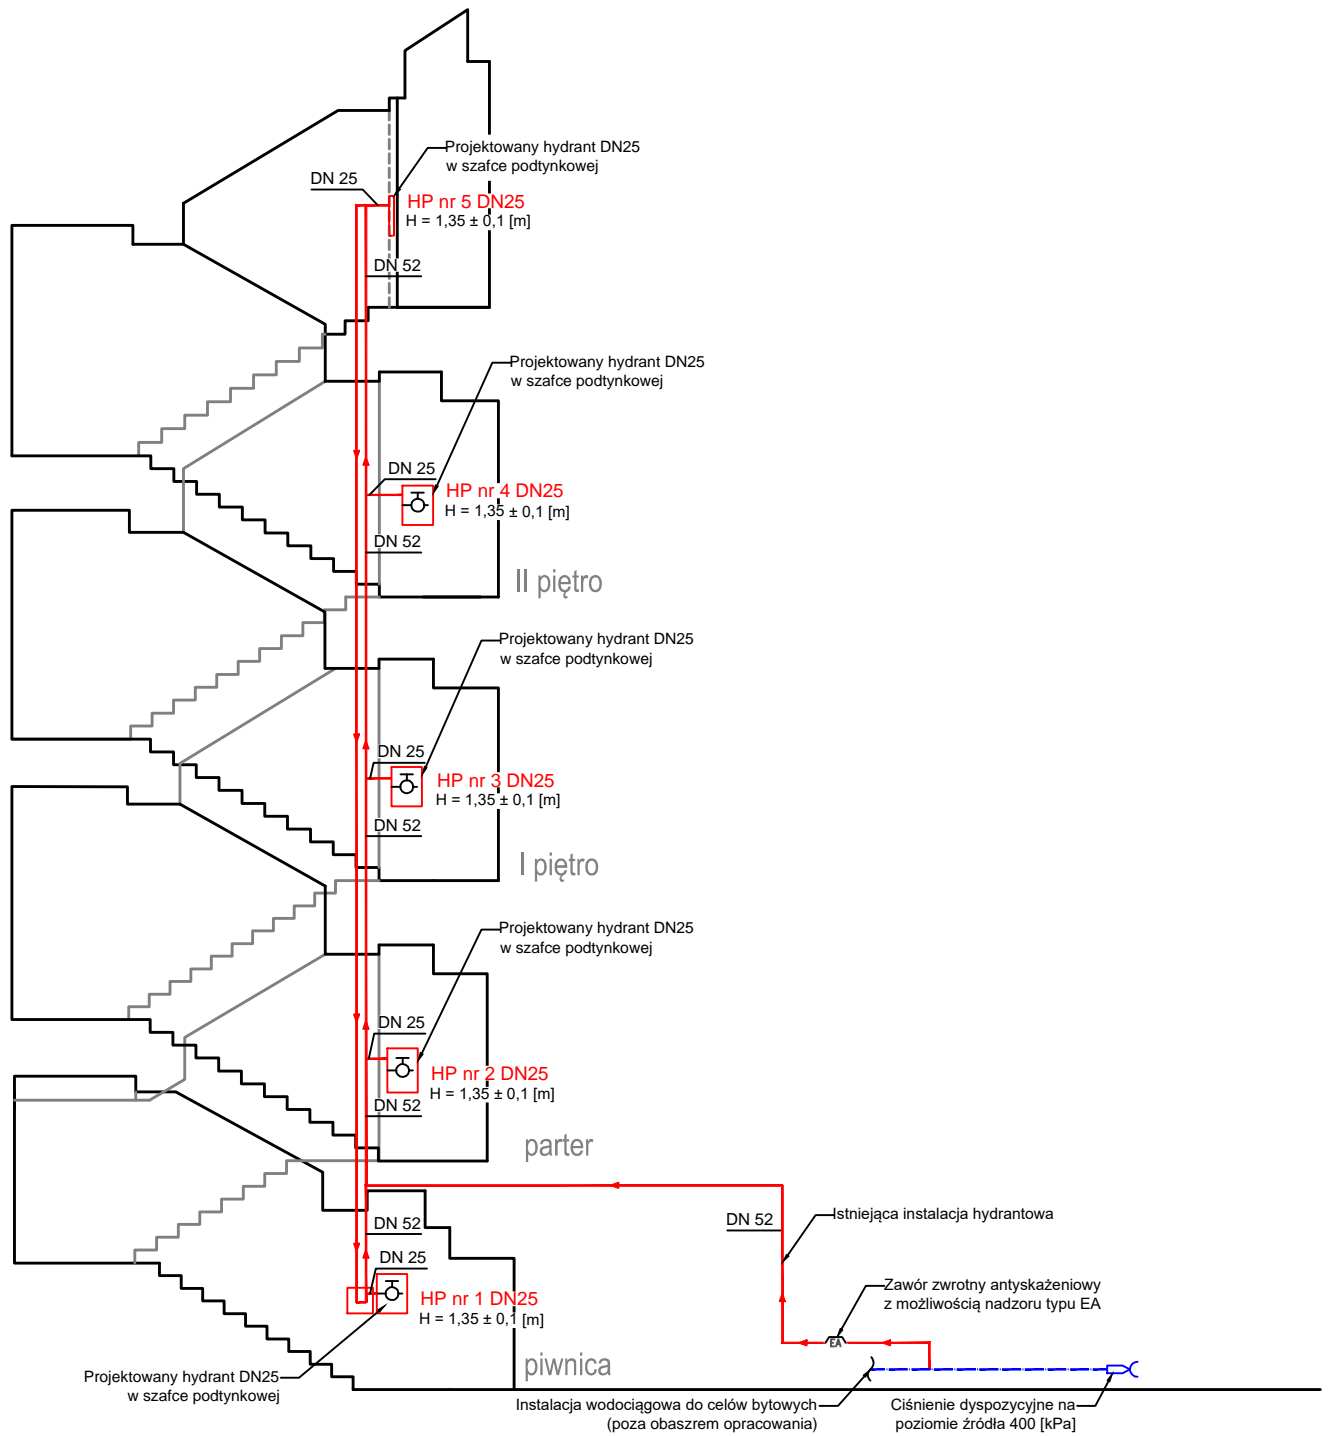 Projektowany hydrant DN25
w szafce podtynkowej
DN 25
HP nr 5 DN25
H = 1,35 ± 0,1 [m]
DN 52
Projektowany hydrant DN25
w szafce podtynkowej
DN 25
HP nr 4 DN25
H = 1,35 ± 0,1 [m]
DN 52
II piętro
Projektowany hydrant DN25
w szafce podtynkowej
DN 25
HP nr 3 DN25
H = 1,35 ± 0,1 [m]
DN 52
I piętro
Projektowany hydrant DN25
w szafce podtynkowej
DN 25
HP nr 2 DN25
H = 1,35 ± 0,1 [m]
DN 52
parter
DN 52
DN 52
Istniejąca instalacja hydrantowa
DN 25
HP nr 1 DN25
H = 1,35 ± 0,1 [m]
Zawór zwrotny antyskażeniowy
z możliwością nadzoru typu EA
EA
piwnica
Projektowany hydrant DN25
w szafce podtynkowej
Instalacja wodociągowa do celów bytowych
(poza obaszrem opracowania)
Ciśnienie dyspozycyjne na
poziomie źródła 400 [kPa]